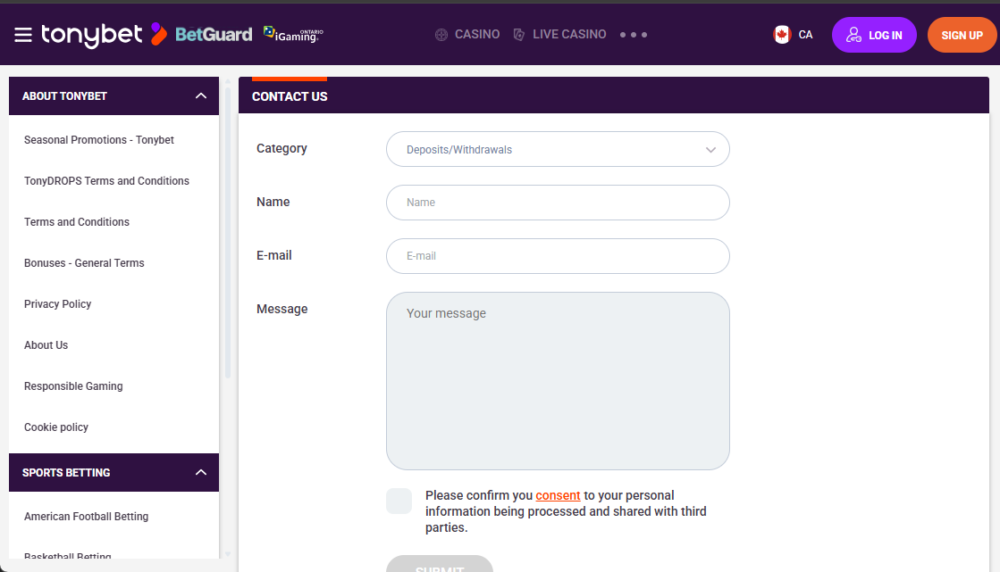 tonybet BetGuard iGaming ONTARIO CASINO LIVE CASINO CA LOG IN SIGN UP
ABOUT TONYBET
Seasonal Promotions - Tonybet
TonyDROPS Terms and Conditions
Terms and Conditions
Bonuses - General Terms
Privacy Policy
About Us
Responsible Gaming
Cookie policy
SPORTS BETTING
American Football Betting
Basketball Betting
CONTACT US
Category
Deposits/Withdrawals
Name
Name
E-mail
E-mail
Message
Your message
Please confirm you consent to your personal
information being processed and shared with third
parties.
SUBMIT